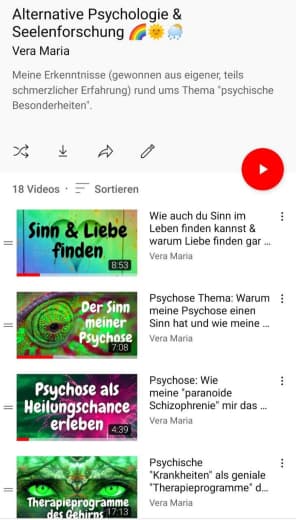 Alternative Psychologie &
Seelenforschung 🌈🌞🌦
Vera Maria
Meine Erkenntnisse (gewonnen aus eigener, teils
schmerzlicher Erfahrung) rund ums Thema "psychische
Besonderheiten".
18 Videos · Sortieren
Sinn & Liebe
finden
8:53
Wie auch du Sinn im
Leben finden kannst &
warum Liebe finden gar ...
Vera Maria
Der Sinn
meiner
Psychose
7:08
Psychose Thema: Warum
meine Psychose einen
Sinn hat und wie meine ...
Vera Maria
Psychose als
Heilungschance
erleben
4:39
Psychose: Wie
meine "paranoide
Schizophrenie" mir das ...
Vera Maria
Therapieprogramme
des Gehirns
17:13
Psychische
"Krankheiten" als geniale
"Therapieprogramme" d...
Vera Maria